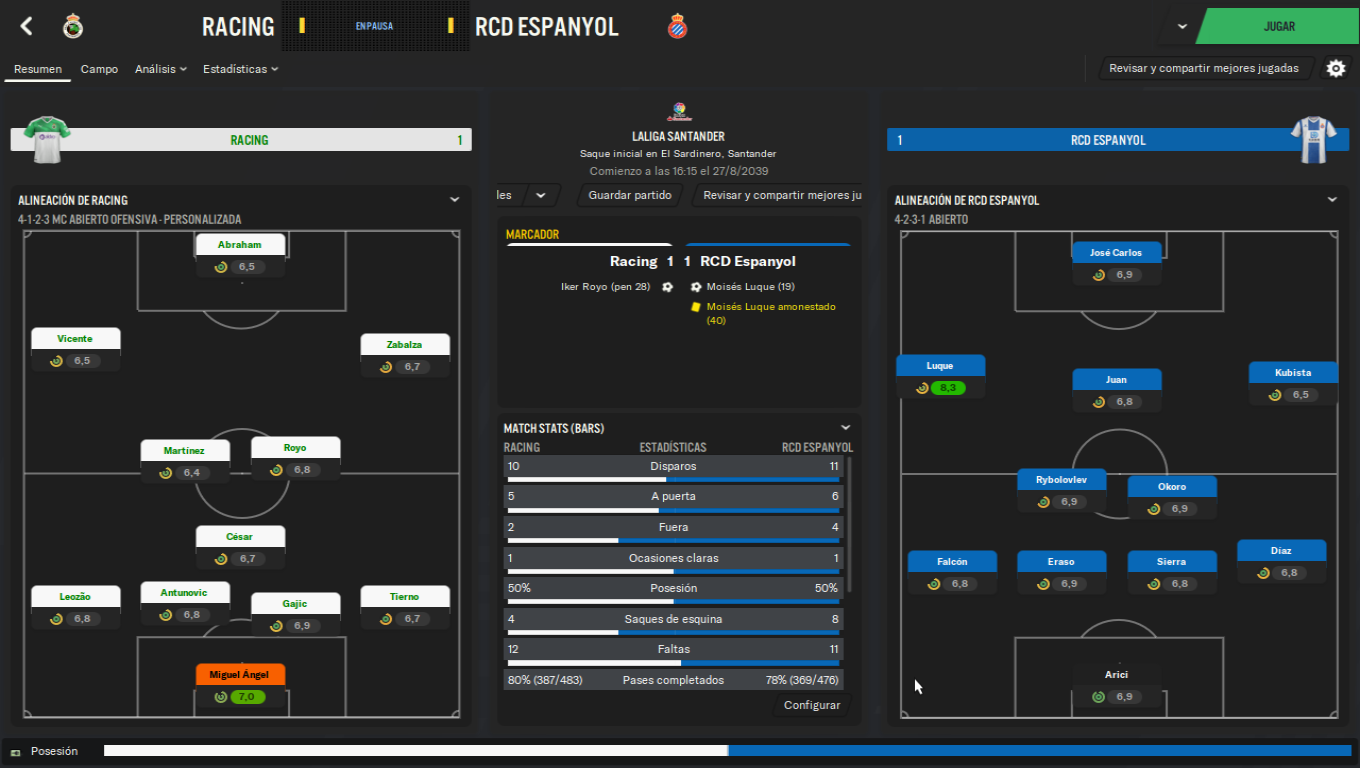 RACING
EN PAUSA
RCD ESPANYOL
JUGAR
Resumen
Campo
Análisis
Estadísticas
Revisar y compartir mejores jugadas
RACING 1
LALIGA SANTANDER
Saque inicial en El Sardinero, Santander
Comienzo a las 16:15 el 27/8/2039
1 RCD ESPANYOL
les
Guardar partido
Revisar y compartir mejores ju
ALINEACIÓN DE RACING
4-1-2-3 MC ABIERTO OFENSIVA - PERSONALIZADA
Abraham
6,5
Vicente
6,5
Zabalza
6,7
Martínez
6,4
Royo
6,8
César
6,7
Leozão
6,8
Antunovic
6,8
Gajic
6,9
Tierno
6,7
Miguel Ángel
7,0
MARCADOR
Racing 1 1 RCD Espanyol
Iker Royo (pen 28)
Moisés Luque (19)
Moisés Luque amonestado
(40)
MATCH STATS (BARS)
RACING ESTADÍSTICAS RCD ESPANYOL
10 Disparos 11
5 A puerta 6
2 Fuera 4
1 Ocasiones claras 1
50% Posesión 50%
4 Saques de esquina 8
12 Faltas 11
80% (387/483) Pases completados 78% (369/476)
Configurar
ALINEACIÓN DE RCD ESPANYOL
4-2-3-1 ABIERTO
José Carlos
6,9
Luque
8,3
Juan
6,8
Kubista
6,5
Rybolovlev
6,9
Okoro
6,9
Falcón
6,8
Eraso
6,9
Sierra
6,8
Díaz
6,8
Arici
6,9
Posesión